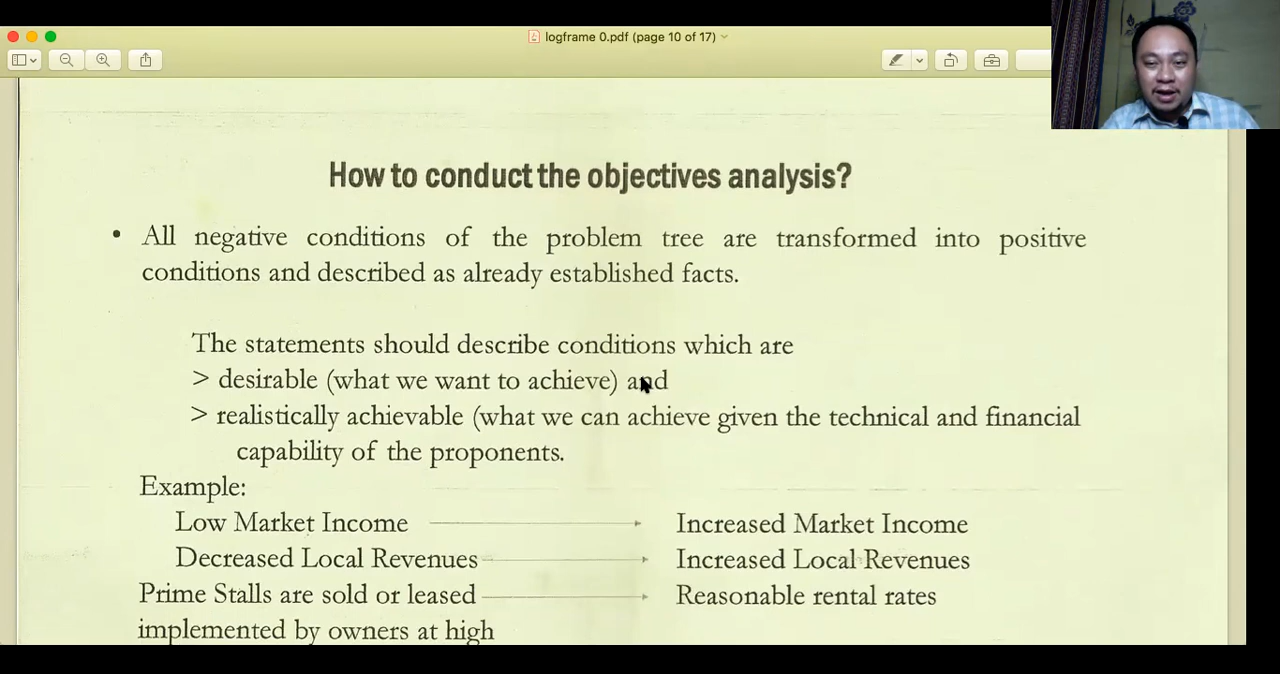 logframe 0.pdf (page 10 of 17)
How to conduct the objectives analysis?
• All negative conditions of the problem tree are transformed into positive
conditions and described as already established facts.
The statements should describe conditions which are
> desirable (what we want to achieve) and
> realistically achievable (what we can achieve given the technical and financial
capability of the proponents.
Example:
Low Market Income
Increased Market Income
Decreased Local Revenues
Increased Local Revenues
Prime Stalls are sold or leased
Reasonable rental rates
implemented by owners at high